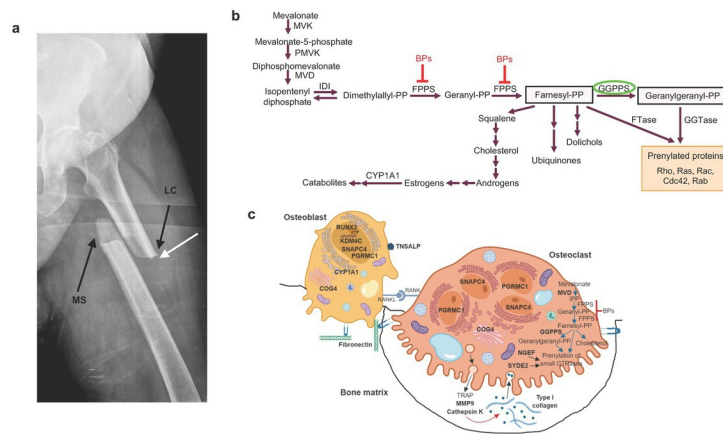 a
LC
MS
b
Mevalonate
MVK
Mevalonate-5-phosphate
PMVK
Diphosphomevalonate
MVD
Isopentenyl
diphosphate
IDI
Dimethylallyl-PP
BPs
FPPS
Geranyl-PP
BPs
FPPS
Farnesyl-PP
GGPPS
Geranylgeranyl-PP
Squalene
Cholesterol
Androgens
Estrogens
CYP1A1
Catabolites
Ubiquinones
Dolichols
FTase
GGTase
Prenylated proteins
Rho, Ras, Rac,
Cdc42, Rab
c
Osteoblast
RUNX2
KDM4C
SNAPC4
PGRMC1
CYP1A1
COG4
TNSALP
RANKL
RANK
Fibronectin
Bone matrix
Osteoclast
SNAPC4
PGRMC1
PGRMC1
SNAPC4
COG4
Mevalonate
MVD
IPP
FPPS
Geranyl-PP
FPPS
BPs
Farnesyl-PP
GGPPS
Geranylgeranyl-PP
Cholesterol
NGEF
Prenylation of
small GTPases
SYDE2
TRAP
MMP9
Cathepsin K
Type I
collagen